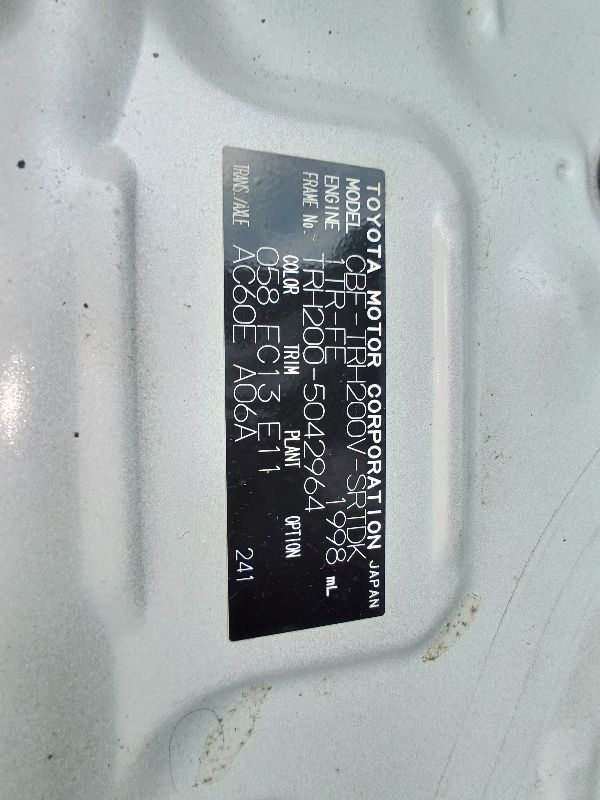 TOYOTA MOTOR CORPORATION JAPAN
MODEL CBF-TRH200V-SRTDK
ENGINE 1TR-FE 1998 mL
FRAME No. TRH200-5042964
COLOR TRIM PLANT OPTION
058 FC13 E11
TRANS./AXLE AC60E A06A 241